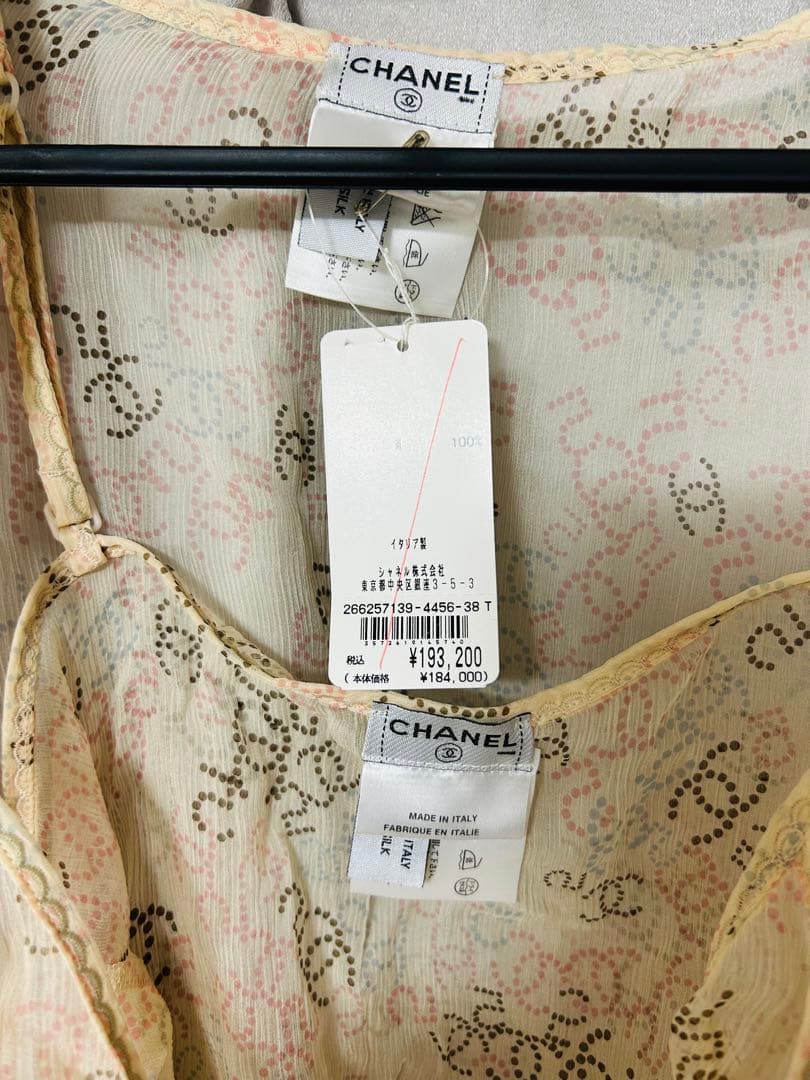 CHANEL
SILK
ITALY
100%
イタリア製
シャネル株式会社
東京都中央区銀座3-5-3
266257139-4456-38 T
税込 ¥193,200
(本体価格 ¥184,000)
CHANEL
MADE IN ITALY
FABRIQUE EN ITALIE
SILK
ITALY